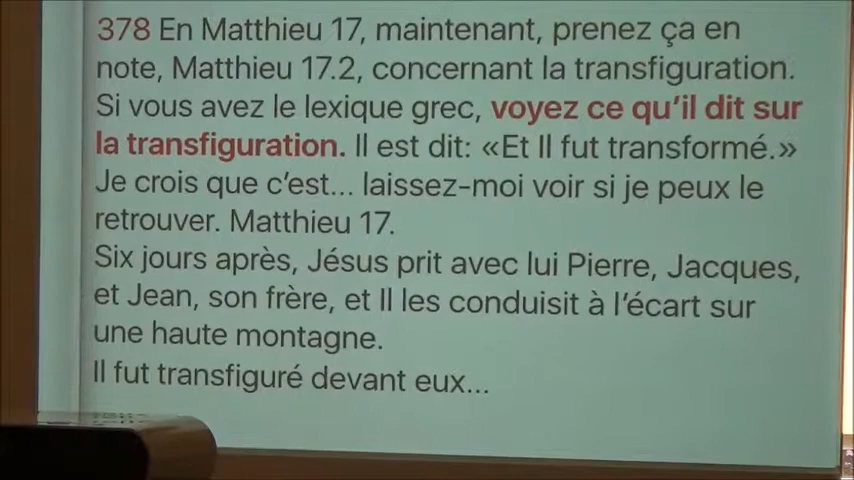 378 En Matthieu 17, maintenant, prenez ça en
note, Matthieu 17.2, concernant la transfiguration.
Si vous avez le lexique grec, voyez ce qu'il dit sur
la transfiguration. Il est dit: «Et Il fut transformé.»
Je crois que c'est... laissez-moi voir si je peux le
retrouver. Matthieu 17.
Six jours après, Jésus prit avec lui Pierre, Jacques,
et Jean, son frère, et Il les conduisit à l'écart sur
une haute montagne.
Il fut transfiguré devant eux...